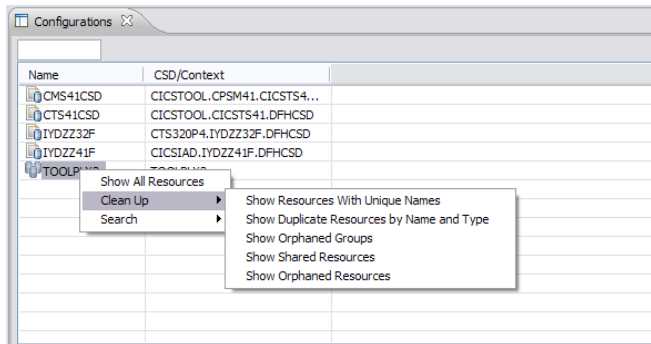 Configurations
Name CSD/Context
CMS41CSD CICSTOOL.CPSM41.CICSTS4...
CTS41CSD CICSTOOL.CICSTS41.DFHCSD
IYDZZ32F CTS320P4.IYDZZ32F.DFHCSD
IYDZZ41F CICSIAD.IYDZZ41F.DFHCSD
Show All Resources
Clean Up
Search
Show Resources With Unique Names
Show Duplicate Resources by Name and Type
Show Orphaned Groups
Show Shared Resources
Show Orphaned Resources